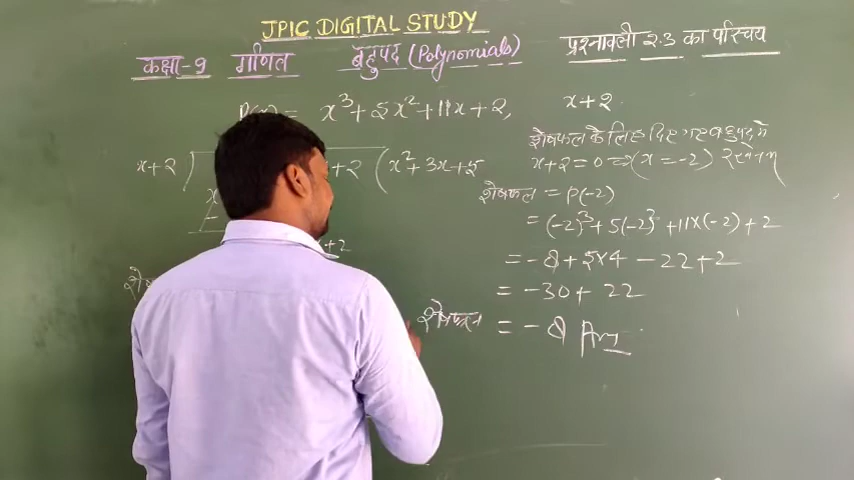 JPIC DIGITAL STUDY
कक्षा-9 गणित बहुपद (Polynomials) प्रश्नावली 2.3 का परिचय
x³ + 5x² + 11x + 2, x+2
x+2 +2 x² + 3x + 5
+2
शेषफल के लिए दिए गए बहुपद में
x+2=0 ⇒ (x = -2) रखने पर
शेषफल = P(-2)
= (-2)³ + 5(-2)² + 11×(-2) + 2
= -8 + 5×4 - 22 + 2
= -30 + 22
शेषफल = -8 Ans